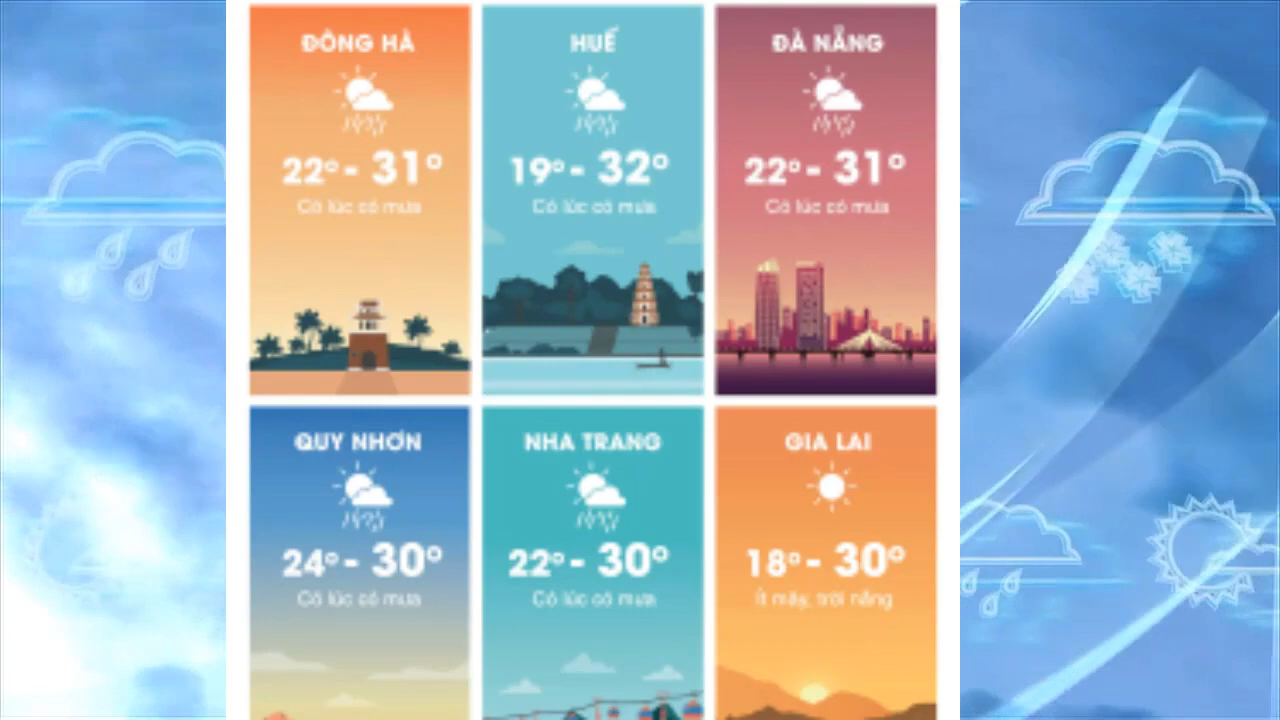 ĐÔNG HÀ
22° - 31°
Có lúc có mưa
HUẾ
19° - 32°
Có lúc có mưa
ĐÀ NẴNG
22° - 31°
Có lúc có mưa
QUY NHƠN
24° - 30°
Có lúc có mưa
NHA TRANG
22° - 30°
Có lúc có mưa
GIA LAI
18° - 30°
Ít mây, trời nắng